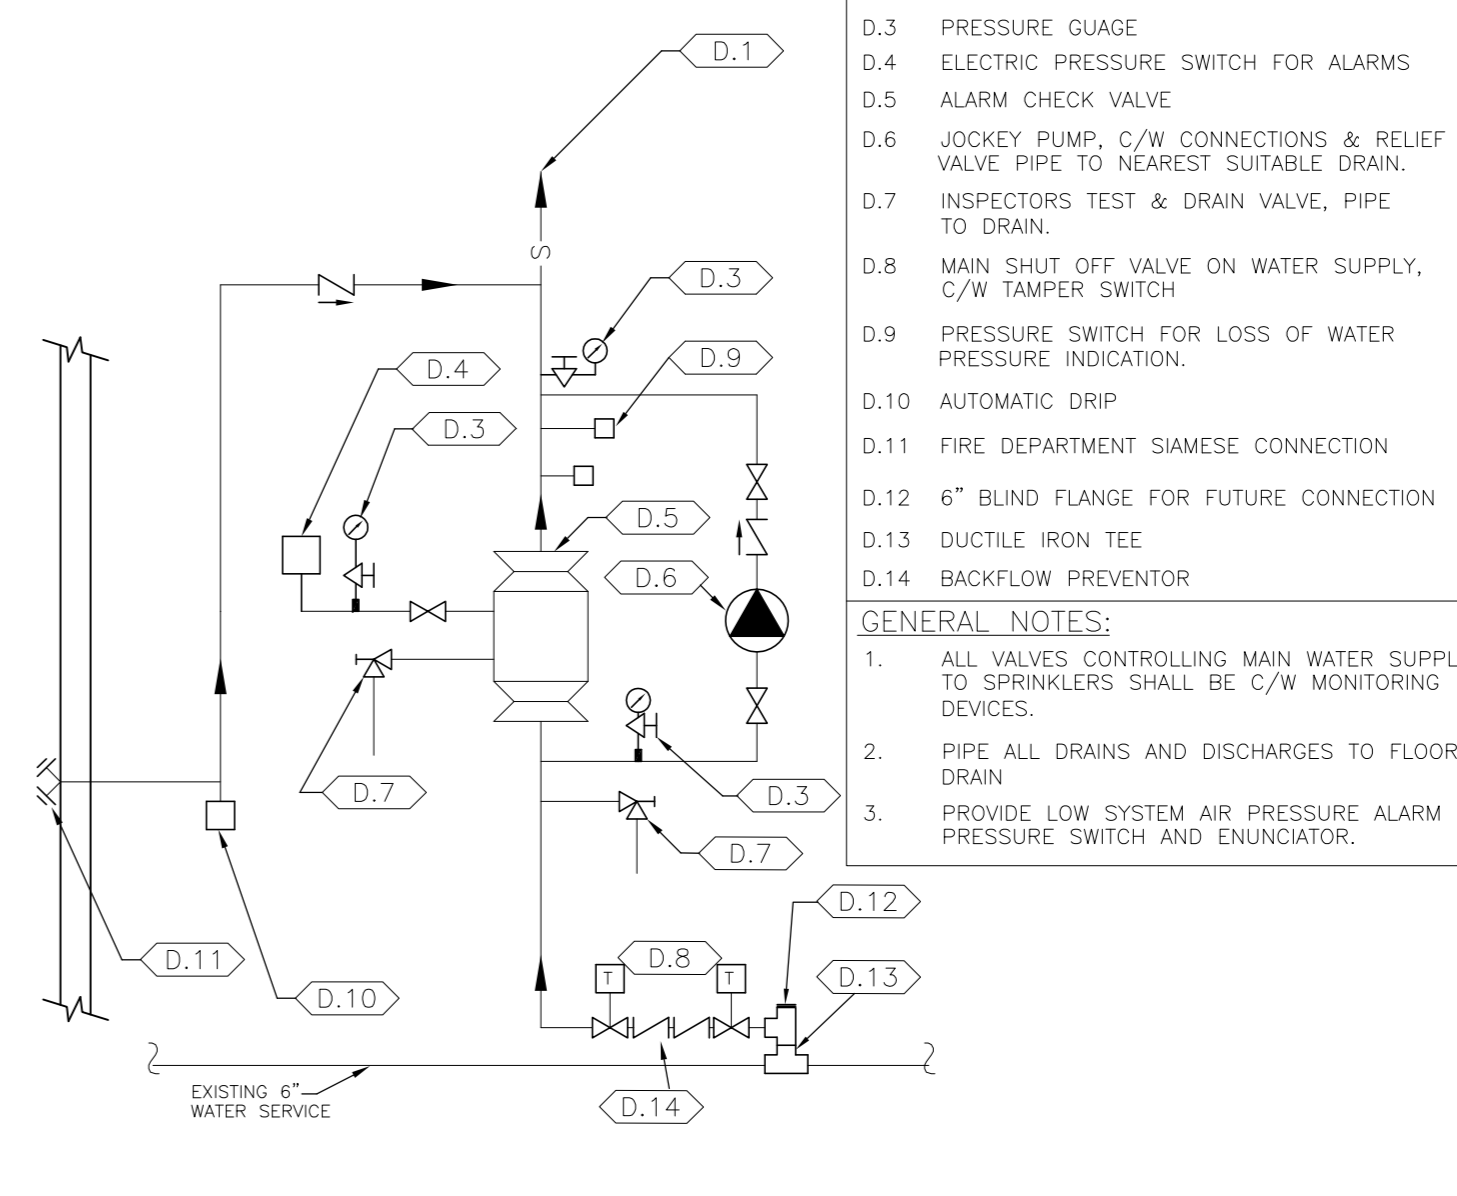 D.1
D.3
D.9
D.4
D.3
D.5
D.6
D.7
D.3
D.7
D.12
D.8
D.13
D.11
D.10
D.14
S
T
T
EXISTING 6"
WATER SERVICE
D.3 PRESSURE GUAGE
D.4 ELECTRIC PRESSURE SWITCH FOR ALARMS
D.5 ALARM CHECK VALVE
D.6 JOCKEY PUMP, C/W CONNECTIONS & RELIEF
VALVE PIPE TO NEAREST SUITABLE DRAIN.
D.7 INSPECTORS TEST & DRAIN VALVE, PIPE
TO DRAIN.
D.8 MAIN SHUT OFF VALVE ON WATER SUPPLY,
C/W TAMPER SWITCH
D.9 PRESSURE SWITCH FOR LOSS OF WATER
PRESSURE INDICATION.
D.10 AUTOMATIC DRIP
D.11 FIRE DEPARTMENT SIAMESE CONNECTION
D.12 6" BLIND FLANGE FOR FUTURE CONNECTION
D.13 DUCTILE IRON TEE
D.14 BACKFLOW PREVENTOR
GENERAL NOTES:
1. ALL VALVES CONTROLLING MAIN WATER SUPPL
TO SPRINKLERS SHALL BE C/W MONITORING
DEVICES.
2. PIPE ALL DRAINS AND DISCHARGES TO FLOOR
DRAIN
3. PROVIDE LOW SYSTEM AIR PRESSURE ALARM
PRESSURE SWITCH AND ENUNCIATOR.